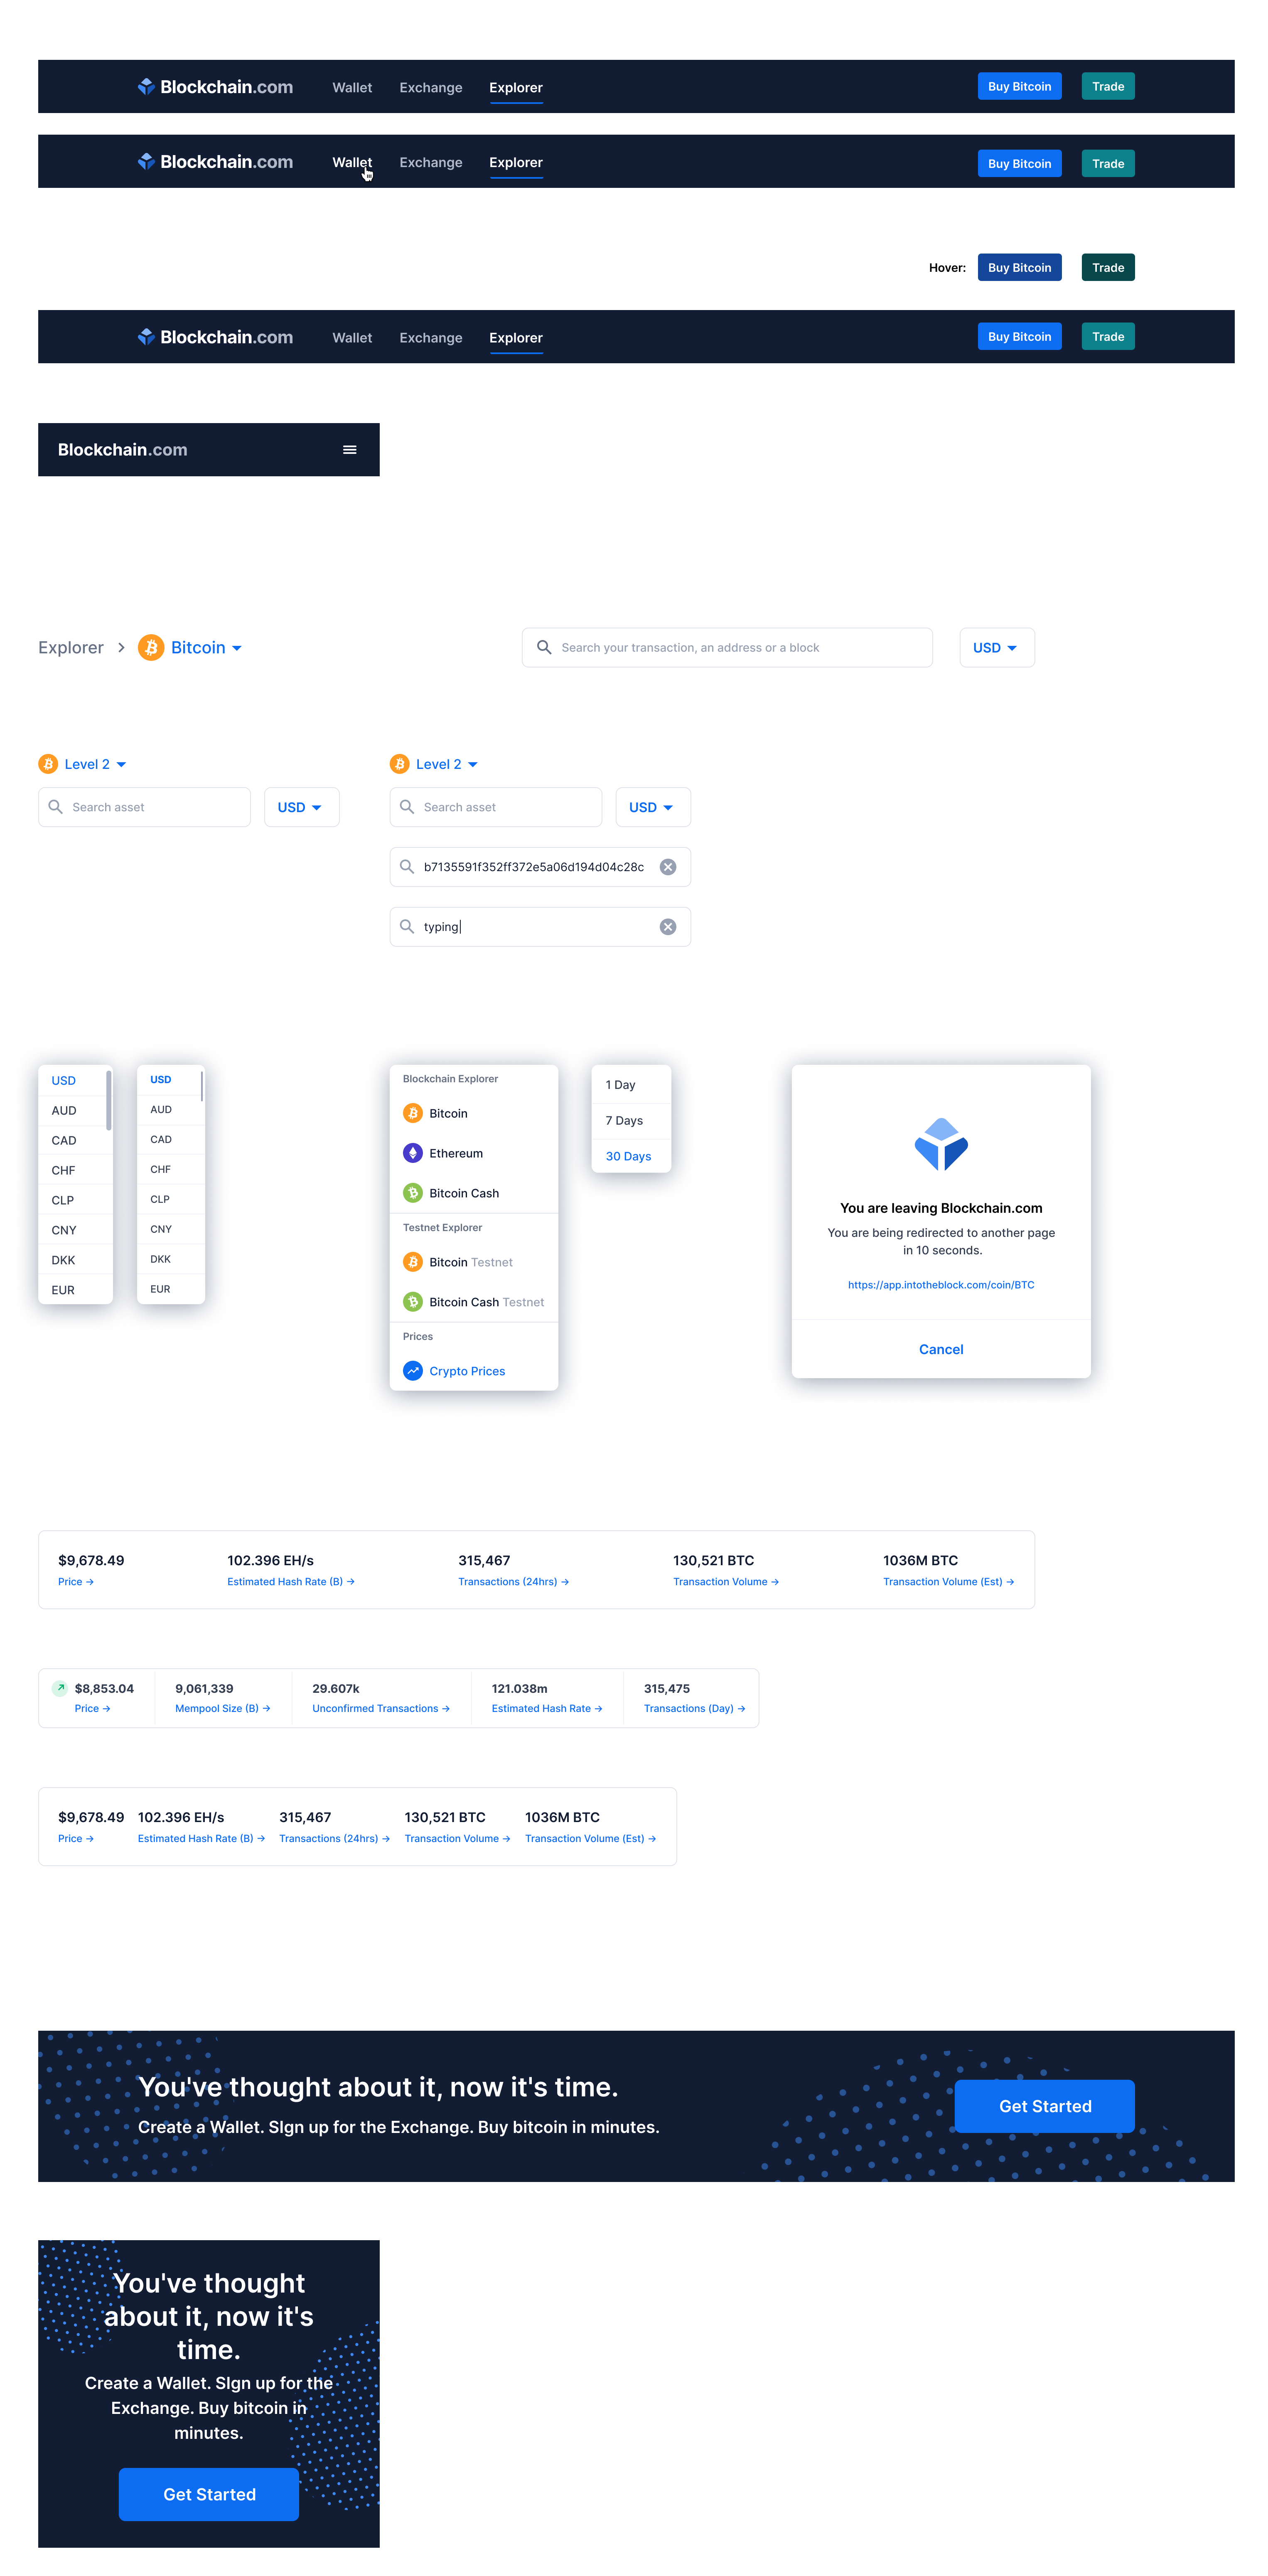 Blockchain.com Wallet Exchange Explorer Buy Bitcoin Trade
Blockchain.com Wallet Exchange Explorer Buy Bitcoin Trade
Hover: Buy Bitcoin Trade
Blockchain.com Wallet Exchange Explorer Buy Bitcoin Trade
Blockchain.com
Explorer > Bitcoin Search your transaction, an address or a block USD
Level 2
Search asset USD
Level 2
Search asset USD
b7135591f352ff372e5a06d194d04c28c
typing
USD
AUD
CAD
CHF
CLP
CNY
DKK
EUR
USD
AUD
CAD
CHF
CLP
CNY
DKK
EUR
Blockchain Explorer
Bitcoin
Ethereum
Bitcoin Cash
Testnet Explorer
Bitcoin Testnet
Bitcoin Cash Testnet
Prices
Crypto Prices
1 Day
7 Days
30 Days
You are leaving Blockchain.com
You are being redirected to another page
in 10 seconds.
https://app.intotheblock.com/coin/BTC
Cancel
$9,678.49 102.396 EH/s 315,467 130,521 BTC 1036M BTC
Price → Estimated Hash Rate (B) → Transactions (24hrs) → Transaction Volume → Transaction Volume (Est) →
$8,853.04 9,061,339 29.607k 121.038m 315,475
Price → Mempool Size (B) → Unconfirmed Transactions → Estimated Hash Rate → Transactions (Day) →
$9,678.49 102.396 EH/s 315,467 130,521 BTC 1036M BTC
Price → Estimated Hash Rate (B) → Transactions (24hrs) → Transaction Volume → Transaction Volume (Est) →
You've thought about it, now it's time.
Create a Wallet. SIgn up for the Exchange. Buy bitcoin in minutes.
Get Started
You've thought
about it, now it's
time.
Create a Wallet. SIgn up for the
Exchange. Buy bitcoin in
minutes.
Get Started